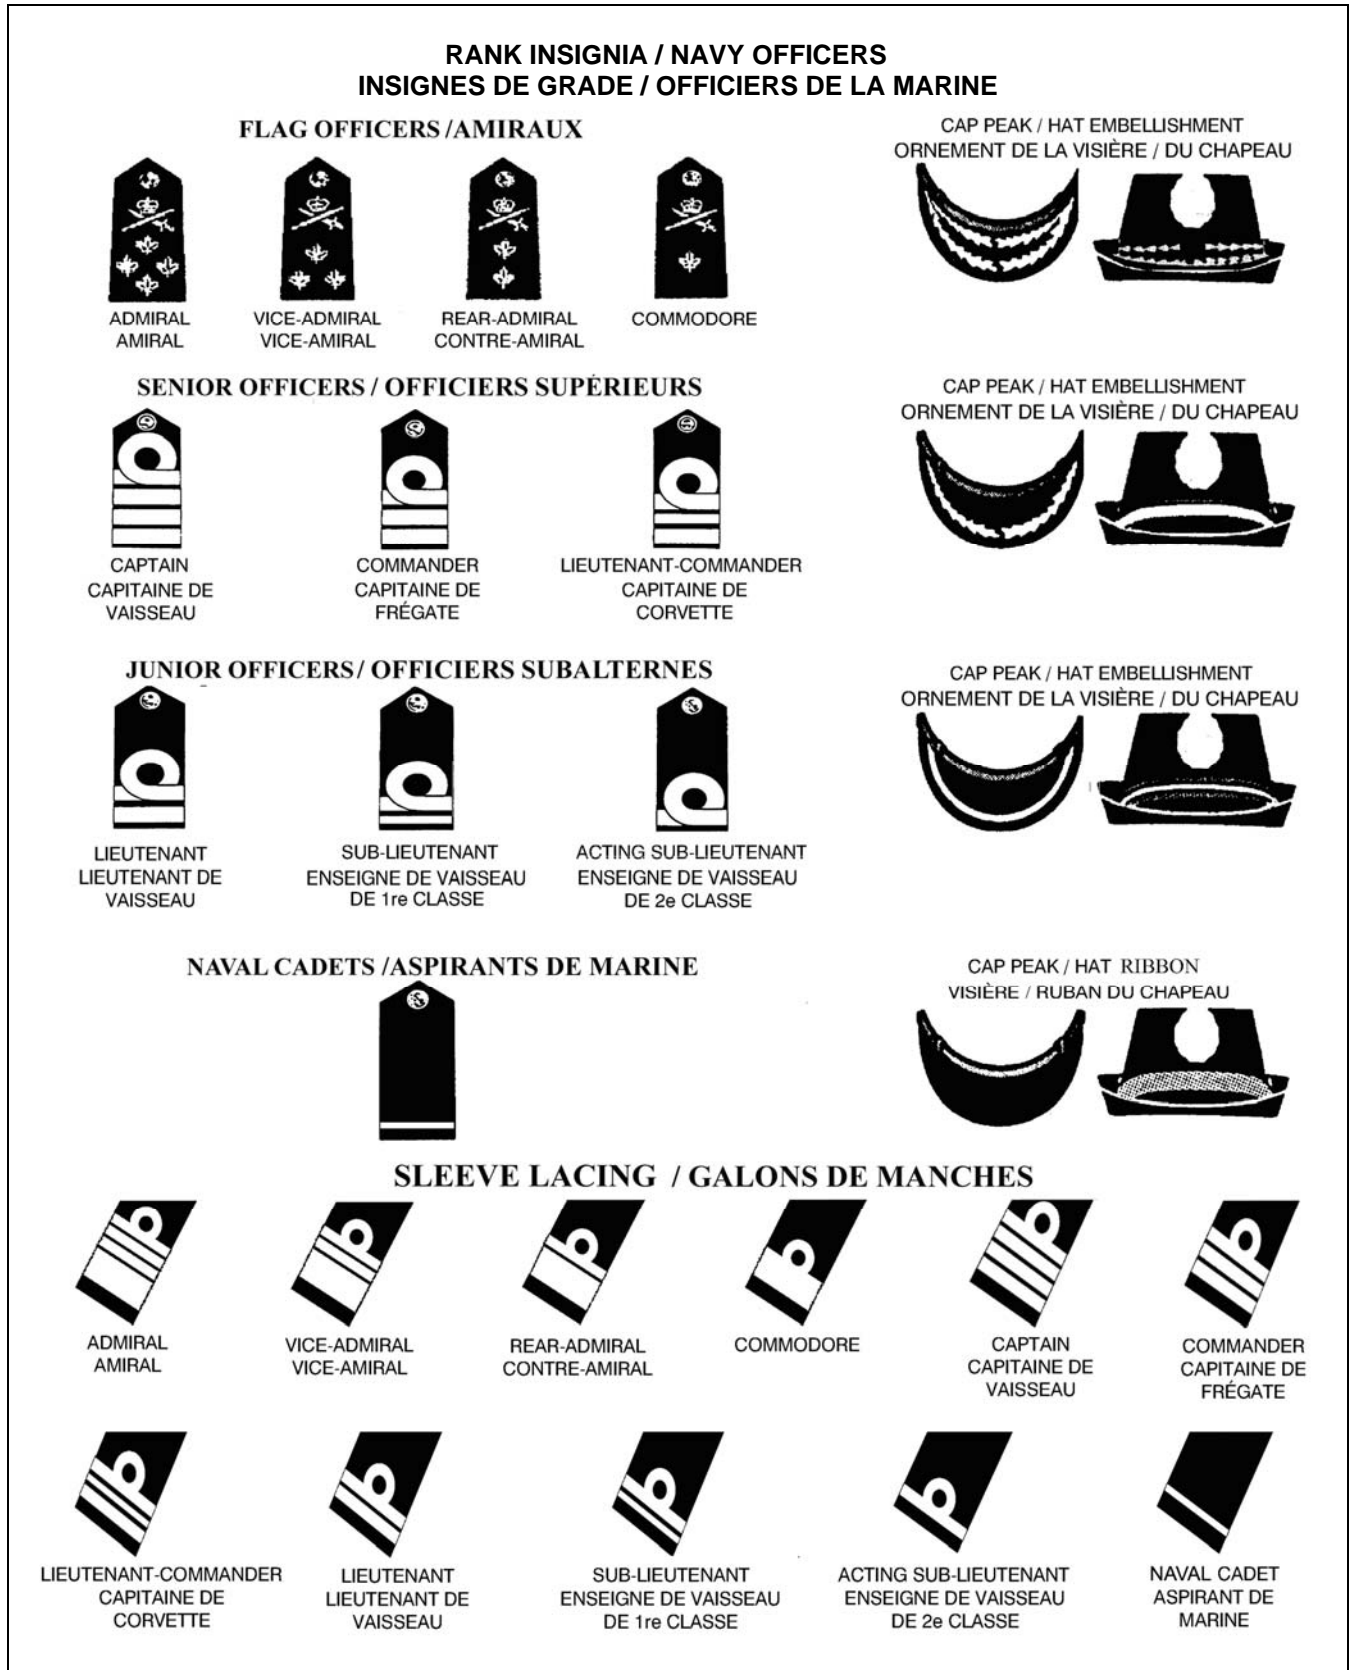 RANK INSIGNIA / NAVY OFFICERS
INSIGNES DE GRADE / OFFICIERS DE LA MARINE
FLAG OFFICERS /AMIRAUX
CAP PEAK / HAT EMBELLISHMENT
ORNEMENT DE LA VISIÈRE / DU CHAPEAU
ADMIRAL
AMIRAL
VICE-ADMIRAL
VICE-AMIRAL
REAR-ADMIRAL
CONTRE-AMIRAL
COMMODORE
SENIOR OFFICERS / OFFICIERS SUPÉRIEURS
CAP PEAK / HAT EMBELLISHMENT
ORNEMENT DE LA VISIÈRE / DU CHAPEAU
CAPTAIN
CAPITAINE DE
VAISSEAU
COMMANDER
CAPITAINE DE
FRÉGATE
LIEUTENANT-COMMANDER
CAPITAINE DE
CORVETTE
JUNIOR OFFICERS / OFFICIERS SUBALTERNES
CAP PEAK / HAT EMBELLISHMENT
ORNEMENT DE LA VISIÈRE / DU CHAPEAU
LIEUTENANT
LIEUTENANT DE
VAISSEAU
SUB-LIEUTENANT
ENSEIGNE DE VAISSEAU
DE 1re CLASSE
ACTING SUB-LIEUTENANT
ENSEIGNE DE VAISSEAU
DE 2e CLASSE
NAVAL CADETS /ASPIRANTS DE MARINE
CAP PEAK / HAT RIBBON
VISIÈRE / RUBAN DU CHAPEAU
SLEEVE LACING / GALONS DE MANCHES
ADMIRAL
AMIRAL
VICE-ADMIRAL
VICE-AMIRAL
REAR-ADMIRAL
CONTRE-AMIRAL
COMMODORE
CAPTAIN
CAPITAINE DE
VAISSEAU
COMMANDER
CAPITAINE DE
FRÉGATE
LIEUTENANT-COMMANDER
CAPITAINE DE
CORVETTE
LIEUTENANT
LIEUTENANT DE
VAISSEAU
SUB-LIEUTENANT
ENSEIGNE DE VAISSEAU
DE 1re CLASSE
ACTING SUB-LIEUTENANT
ENSEIGNE DE VAISSEAU
DE 2e CLASSE
NAVAL CADET
ASPIRANT DE
MARINE